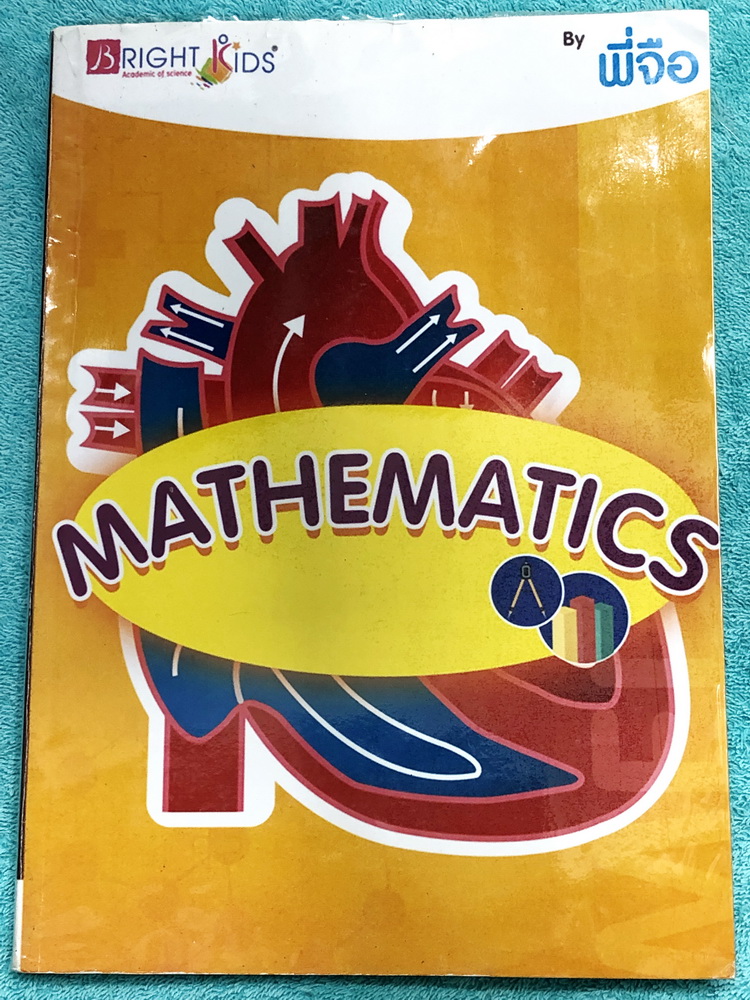 BRIGHT KIDS®
Academic of science
By
พี่จือ
MATHEMATICS